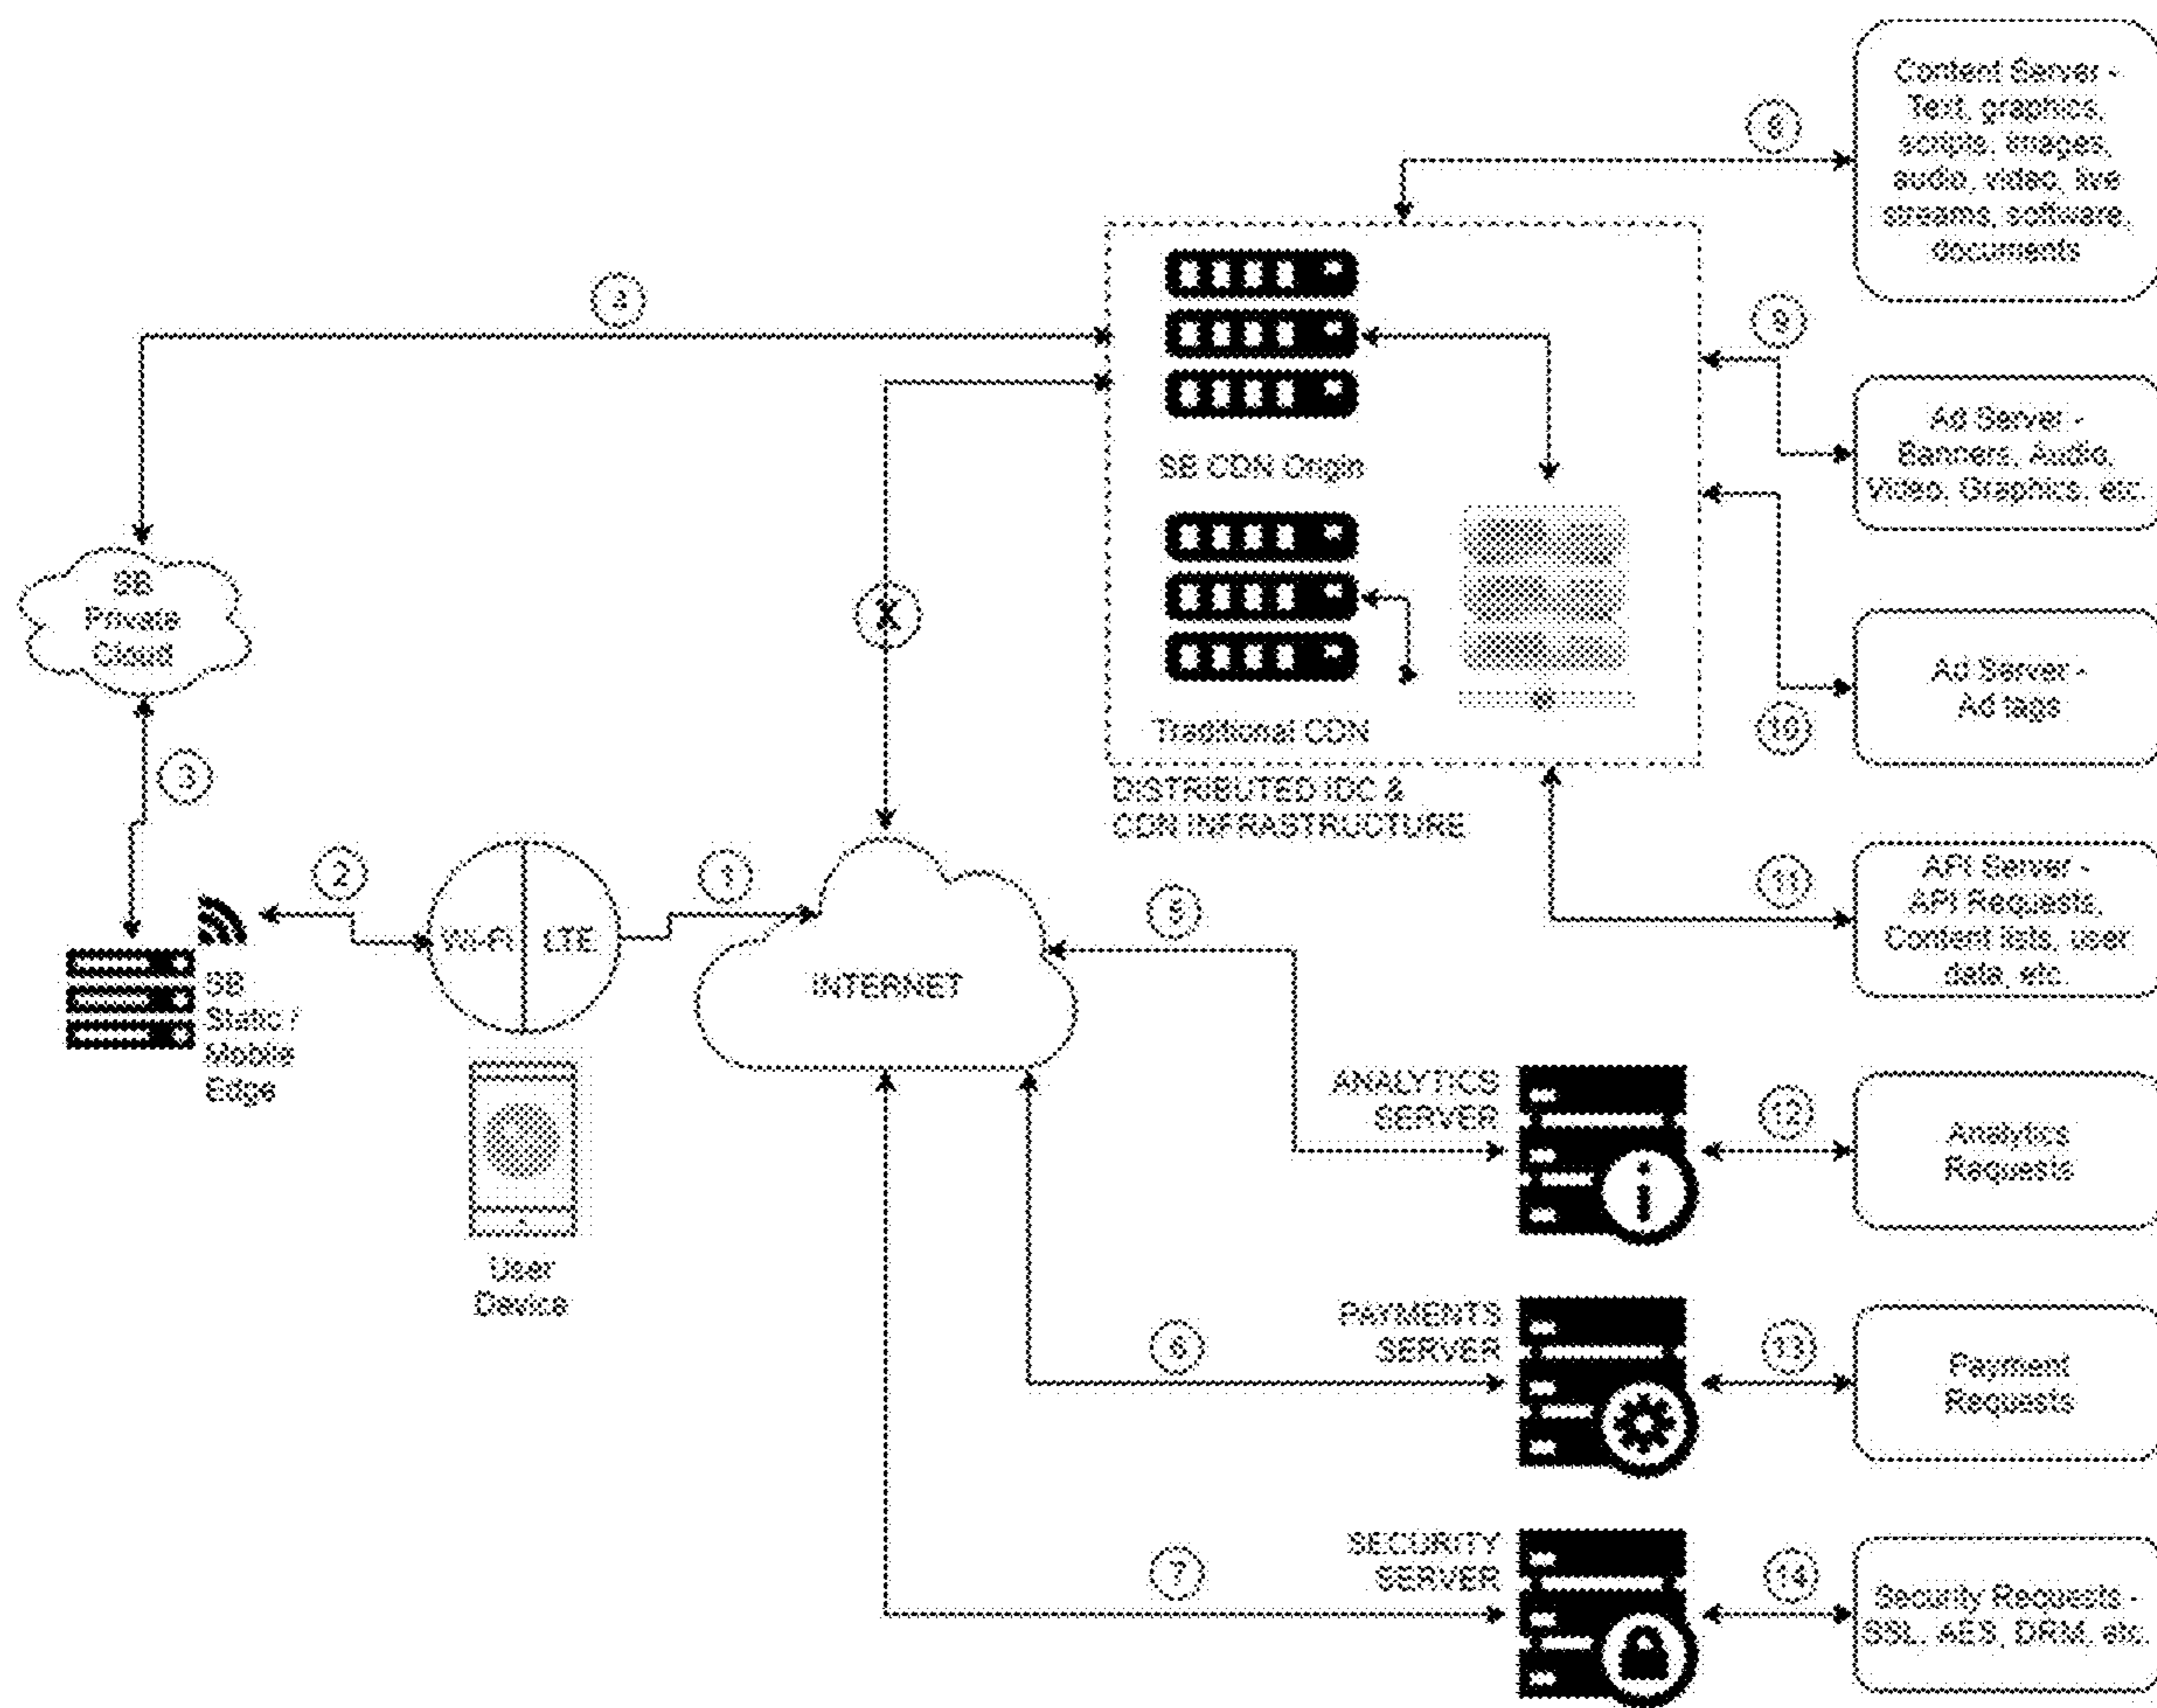 8
Content Server -
Text, graphics,
scripts, images,
audio, video, live
streams, software,
documents
4
9
Ad Server -
Banners, Audio,
Video, Graphics, etc.
SB CDN Origin
SB
Private
Cloud
X
Ad Server -
Ad tags
10
Traditional CDN
DISTRIBUTED IDC &
CDN INFRASTRUCTURE
3
2
1
5
11
API Server -
API Requests,
Content lists, user
data, etc.
Wi-Fi
LTE
INTERNET
SB
Static /
Mobile
Edge
ANALYTICS
SERVER
i
12
Analytics
Requests
User
Device
PAYMENTS
SERVER
6
13
Payment
Requests
SECURITY
SERVER
7
14
Security Requests -
SSL, AES, DRM, etc.